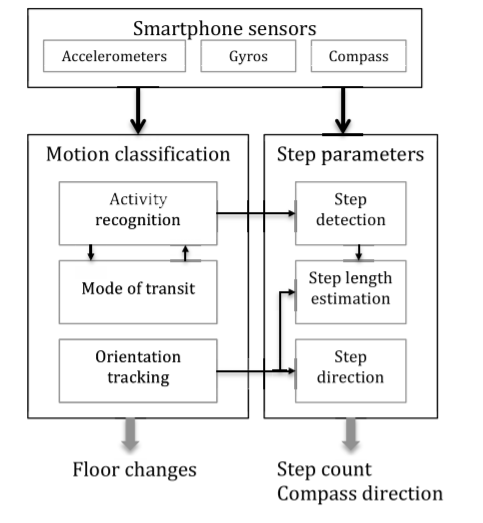 Smartphone sensors
Accelerometers
Gyros
Compass
Motion classification
Activity
recognition
Mode of transit
Orientation
tracking
Floor changes
Step parameters
Step
detection
Step length
estimation
Step
direction
Step count
Compass direction